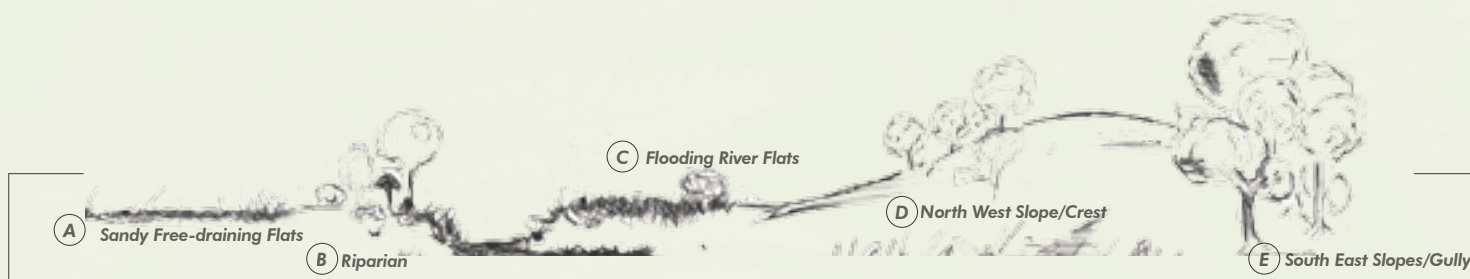 A Sandy Free-draining Flats
B Riparian
C Flooding River Flats
D North West Slope/Crest
E South East Slopes/Gully